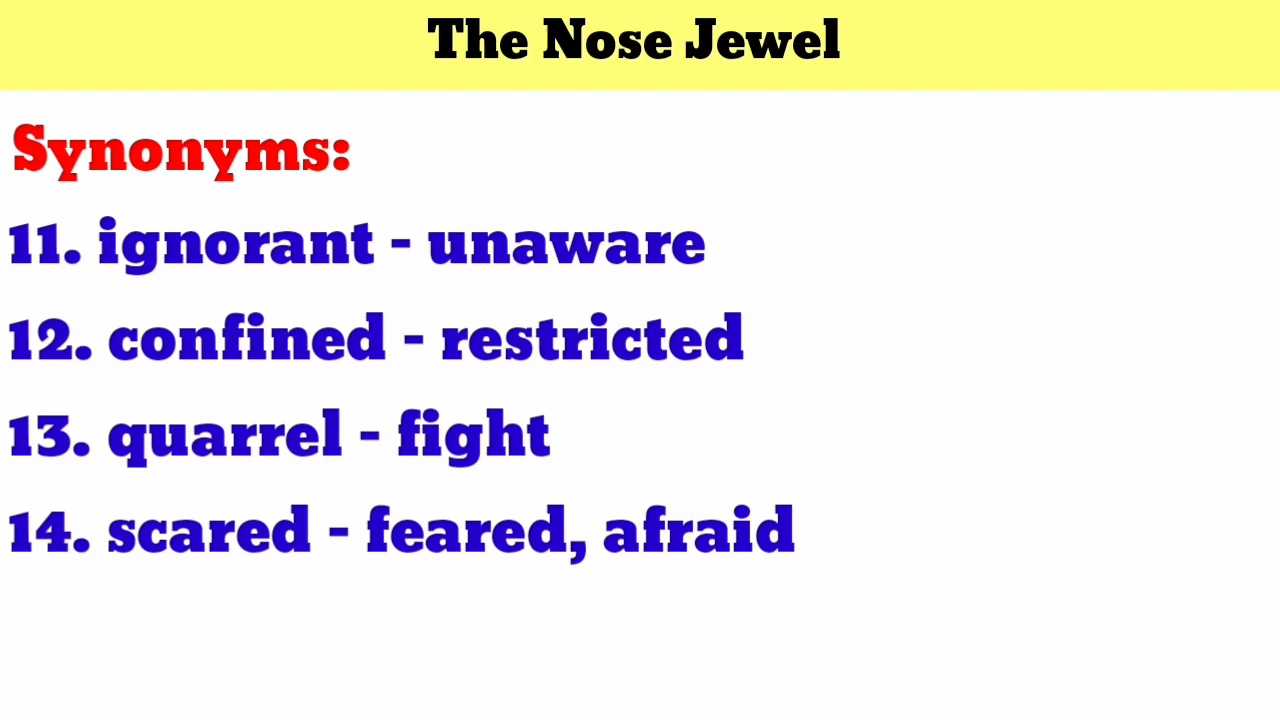 The Nose Jewel
Synonyms:
11. ignorant - unaware
12. confined - restricted
13. quarrel - fight
14. scared - feared, afraid